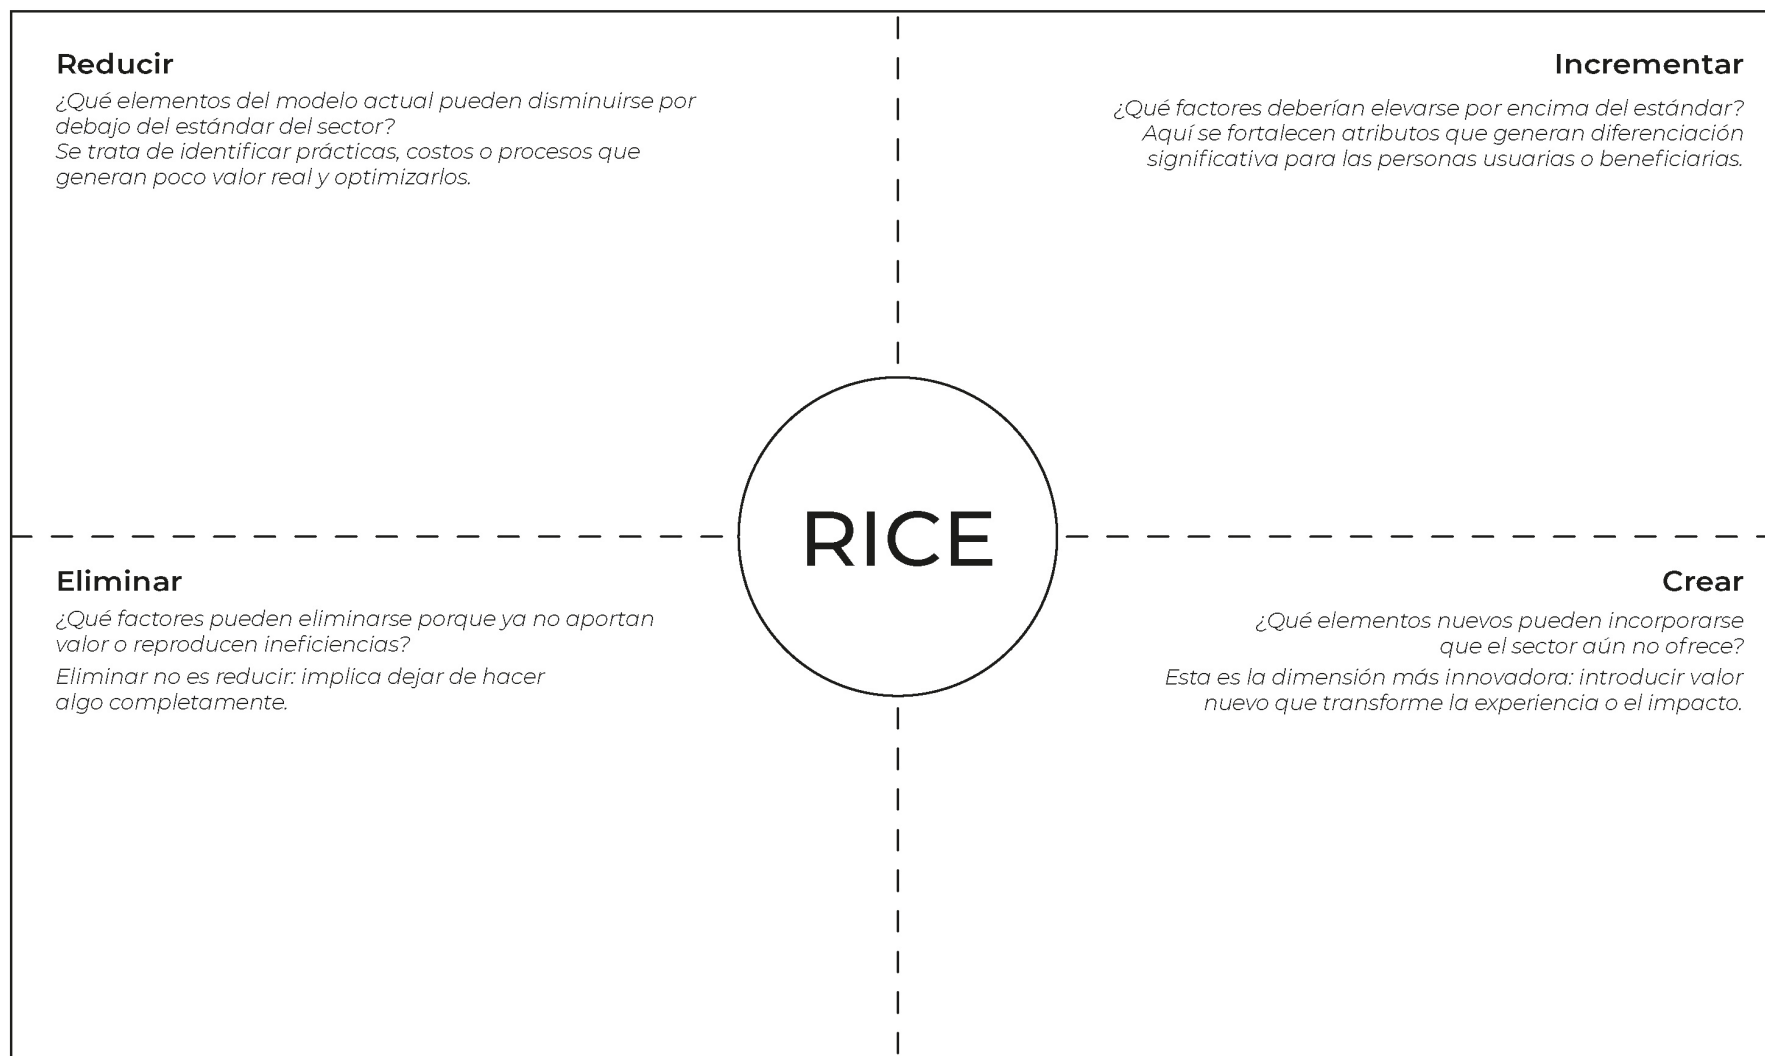 Reducir
¿Qué elementos del modelo actual pueden disminuirse por
debajo del estándar del sector?
Se trata de identificar prácticas, costos o procesos que
generan poco valor real y optimizarlos.
Incrementar
¿Qué factores deberían elevarse por encima del estándar?
Aquí se fortalecen atributos que generan diferenciación
significativa para las personas usuarias o beneficiarias.
RICE
Eliminar
¿Qué factores pueden eliminarse porque ya no aportan
valor o reproducen ineficiencias?
Eliminar no es reducir: implica dejar de hacer
algo completamente.
Crear
¿Qué elementos nuevos pueden incorporarse
que el sector aún no ofrece?
Esta es la dimensión más innovadora: introducir valor
nuevo que transforme la experiencia o el impacto.